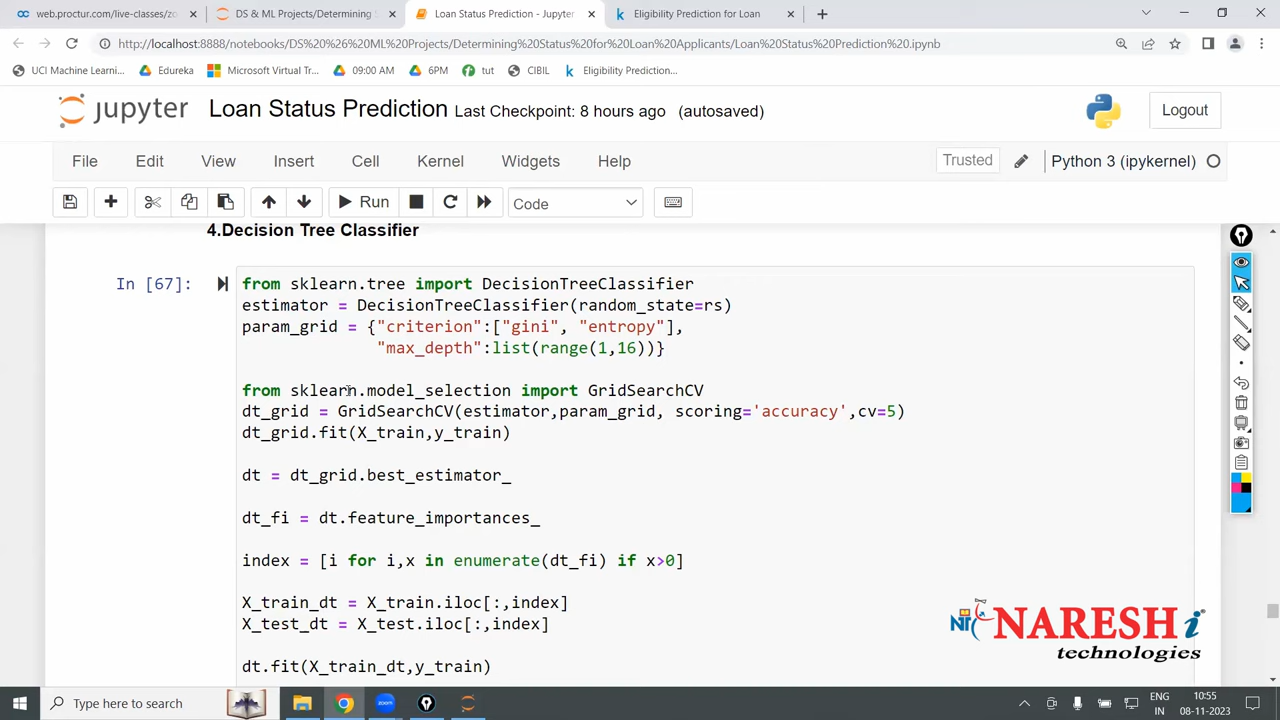 web.proctur.com/live-classes/zo
DS & ML Projects/Determining S
Loan Status Prediction - Jupyter
Eligibility Prediction for Loan
http://localhost:8888/notebooks/DS%20%26%20ML%20Projects/Determining%20Status%20for%20Loan%20Applicants/Loan%20Status%20Prediction%20.ipynb
UCI Machine Learni...
Edureka
Microsoft Virtual Tr...
09:00 AM
6PM
tut
CIBIL
Eligibility Prediction...
jupyter Loan Status Prediction Last Checkpoint: 8 hours ago (autosaved)
Logout
File Edit View Insert Cell Kernel Widgets Help
Trusted
Python 3 (ipykernel)
Run
Code
4.Decision Tree Classifier
In [67]:
from sklearn.tree import DecisionTreeClassifier
estimator = DecisionTreeClassifier(random_state=rs)
param_grid = {"criterion":["gini", "entropy"],
"max_depth":list(range(1,16))}
from sklearn.model_selection import GridSearchCV
dt_grid = GridSearchCV(estimator,param_grid, scoring='accuracy',cv=5)
dt_grid.fit(X_train,y_train)
dt = dt_grid.best_estimator_
dt_fi = dt.feature_importances_
index = [i for i,x in enumerate(dt_fi) if x>0]
X_train_dt = X_train.iloc[:,index]
X_test_dt = X_test.iloc[:,index]
dt.fit(X_train_dt,y_train)
NARESH i
technologies
Type here to search
zoom
ENG
IN
10:55
08-11-2023